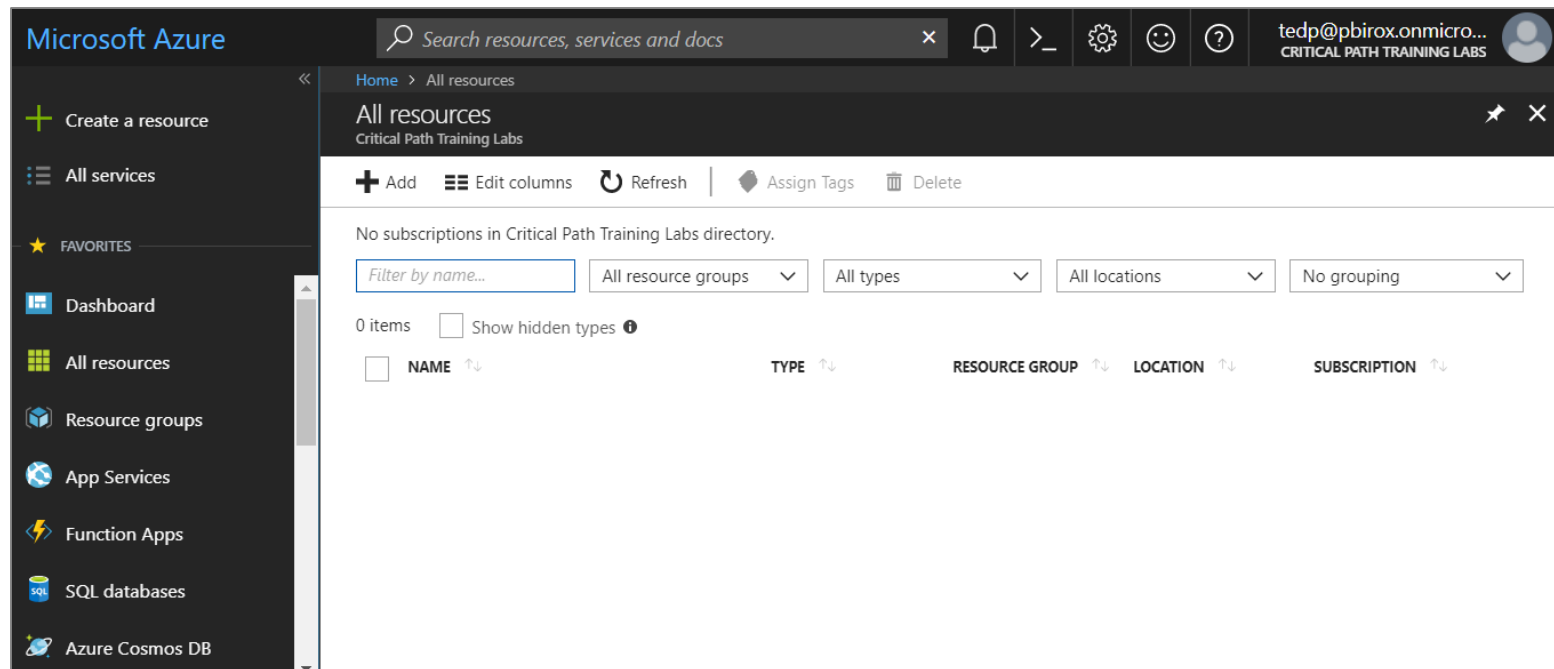 Microsoft Azure
Search resources, services and docs
>_
tedp@pbirox.onmicro...
CRITICAL PATH TRAINING LABS
Create a resource
All services
FAVORITES
Dashboard
All resources
Resource groups
App Services
Function Apps
SQL
SQL databases
Azure Cosmos DB
Home > All resources
All resources
Critical Path Training Labs
Add Edit columns Refresh Assign Tags Delete
No subscriptions in Critical Path Training Labs directory.
Filter by name... All resource groups All types All locations No grouping
0 items Show hidden types
NAME TYPE RESOURCE GROUP LOCATION SUBSCRIPTION